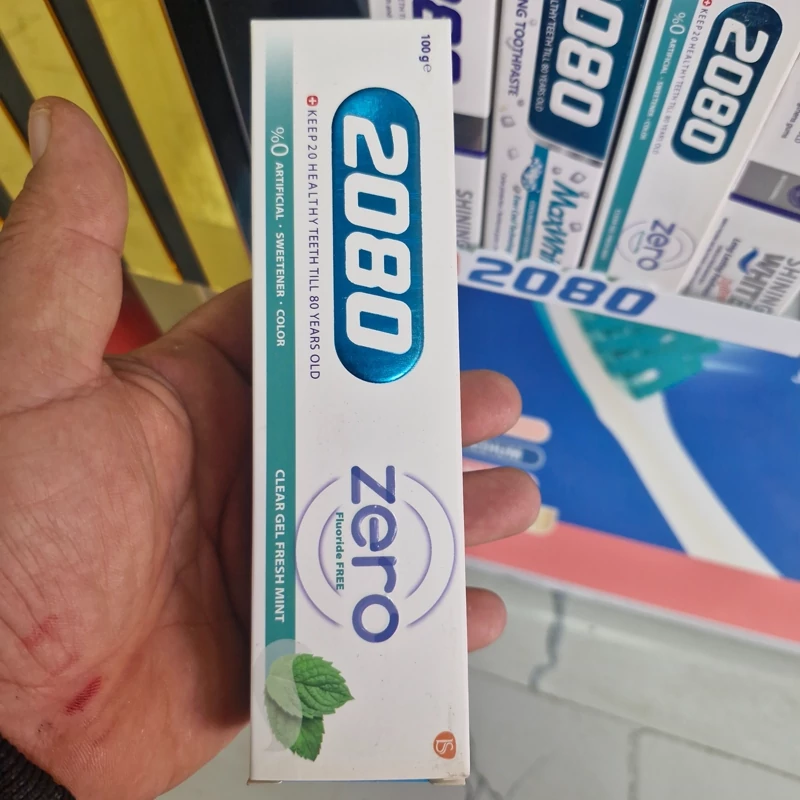 100g℮
2080
KEEP 20 HEALTHY TEETH TILL 80 YEARS OLD
%0 ARTIFICIAL · SWEETENER · COLOR
zero
Fluoride FREE
CLEAR GEL FRESH MINT
2080
TOOTHPASTE
2080
KEEP 20 HEALTHY TEETH TILL 80 YEARS OLD
%0 ARTIFICIAL · SWEETENER · COLOR
zero
SHINING
SHINING
WHITE
2080